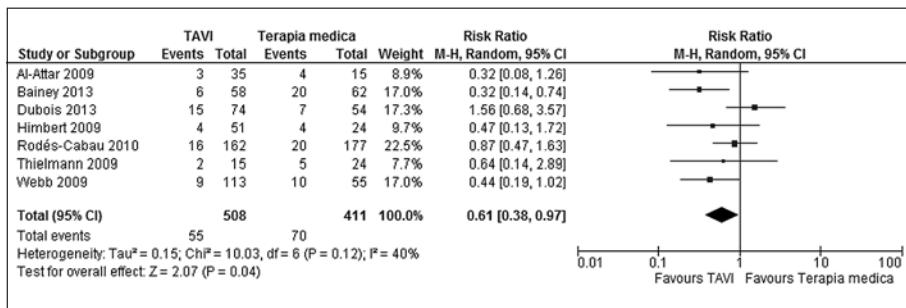 TAVI Terapia medica Risk Ratio Risk Ratio
Study or Subgroup Events Total Events Total Weight M-H, Random, 95% CI M-H, Random, 95% CI
Al-Attar 2009 3 35 4 15 8.9% 0.32 [0.08, 1.26]
Bainey 2013 6 58 20 62 17.0% 0.32 [0.14, 0.74]
Dubois 2013 15 74 7 54 17.3% 1.56 [0.68, 3.57]
Himbert 2009 4 51 4 24 9.7% 0.47 [0.13, 1.72]
Rodés-Cabau 2010 16 162 20 177 22.5% 0.87 [0.47, 1.63]
Thielmann 2009 2 15 5 24 7.7% 0.64 [0.14, 2.89]
Webb 2009 9 113 10 55 17.0% 0.44 [0.19, 1.02]
Total (95% CI) 508 411 100.0% 0.61 [0.38, 0.97]
Total events 55 70
Heterogeneity: Tau² = 0.15; Chi² = 10.03, df = 6 (P = 0.12); I² = 40%
Test for overall effect: Z = 2.07 (P = 0.04)
0.01 0.1 1 10 100
Favours TAVI Favours Terapia medica